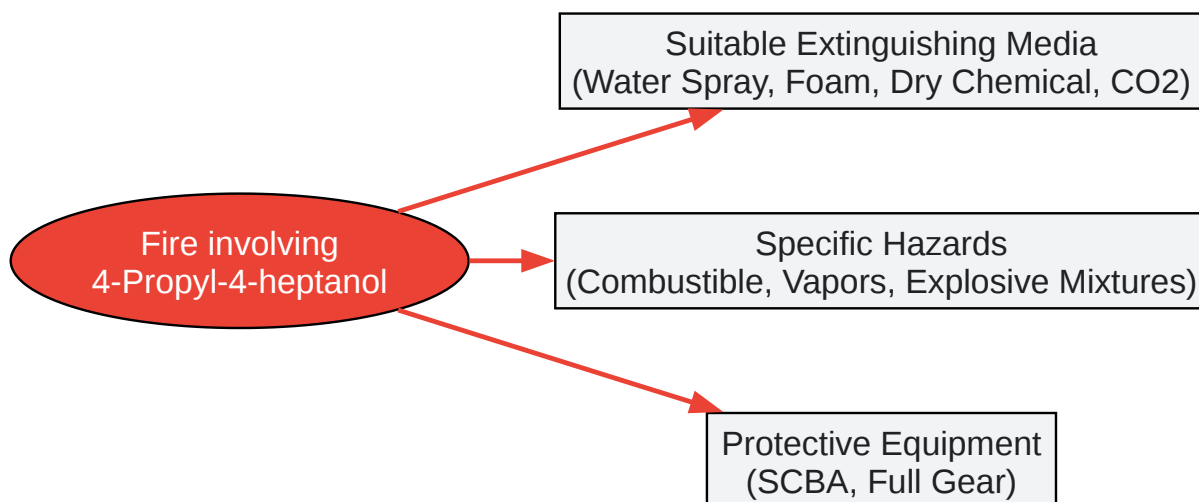 Suitable Extinguishing Media
(Water Spray, Foam, Dry Chemical, CO2)
Fire involving
4-Propyl-4-heptanol
Specific Hazards
(Combustible, Vapors, Explosive Mixtures)
Protective Equipment
(SCBA, Full Gear)